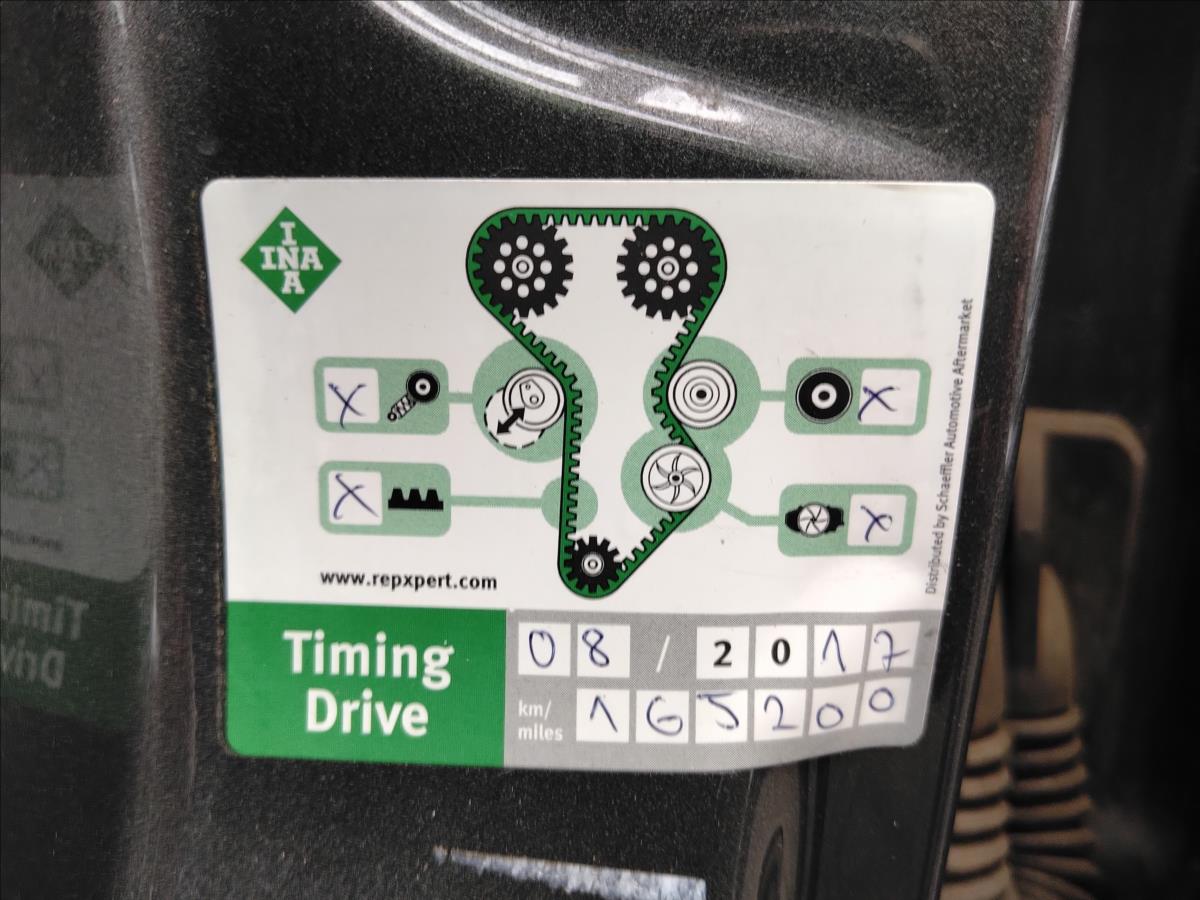 I
INA
A
X
X
X
X
www.repxpert.com
Distributed by Schaeffler Automotive Aftermarket
Timing
Drive
08 / 2017
km/
miles
165200